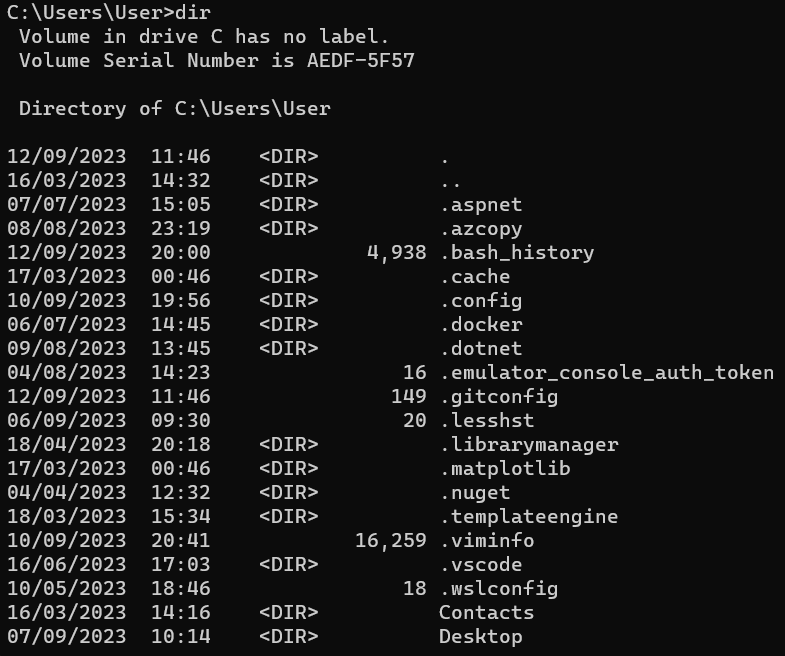 C:\Users\User>dir
 Volume in drive C has no label.
 Volume Serial Number is AEDF-5F57

 Directory of C:\Users\User

12/09/2023  11:46    <DIR>          .
16/03/2023  14:32    <DIR>          ..
07/07/2023  15:05    <DIR>          .aspnet
08/08/2023  23:19    <DIR>          .azcopy
12/09/2023  20:00             4,938 .bash_history
17/03/2023  00:46    <DIR>          .cache
10/09/2023  19:56    <DIR>          .config
06/07/2023  14:45    <DIR>          .docker
09/08/2023  13:45    <DIR>          .dotnet
04/08/2023  14:23                16 .emulator_console_auth_token
12/09/2023  11:46               149 .gitconfig
06/09/2023  09:30                20 .lesshst
18/04/2023  20:18    <DIR>          .librarymanager
17/03/2023  00:46    <DIR>          .matplotlib
04/04/2023  12:32    <DIR>          .nuget
18/03/2023  15:34    <DIR>          .templateengine
10/09/2023  20:41            16,259 .viminfo
16/06/2023  17:03    <DIR>          .vscode
10/05/2023  18:46                18 .wslconfig
16/03/2023  14:16    <DIR>          Contacts
07/09/2023  10:14    <DIR>          Desktop